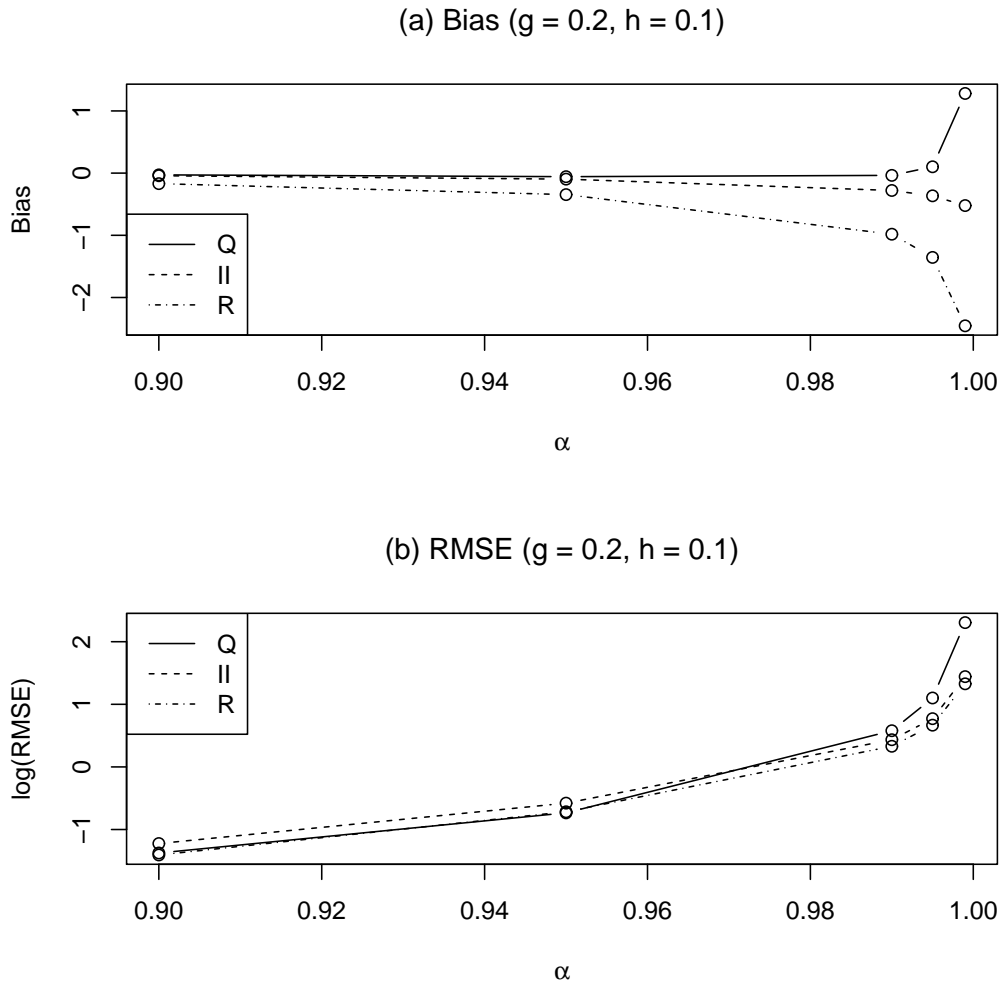 (a) Bias (g = 0.2, h = 0.1)
Bias
1
0
−1
−2
Q
II
R
0.90 0.92 0.94 0.96 0.98 1.00
α
(b) RMSE (g = 0.2, h = 0.1)
log(RMSE)
2
1
0
−1
Q
II
R
0.90 0.92 0.94 0.96 0.98 1.00
α